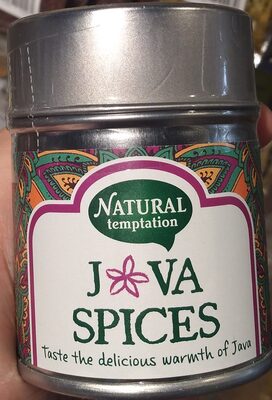 NATURAL
temptation
JAVA
SPICES
Taste the delicious warmth of Java